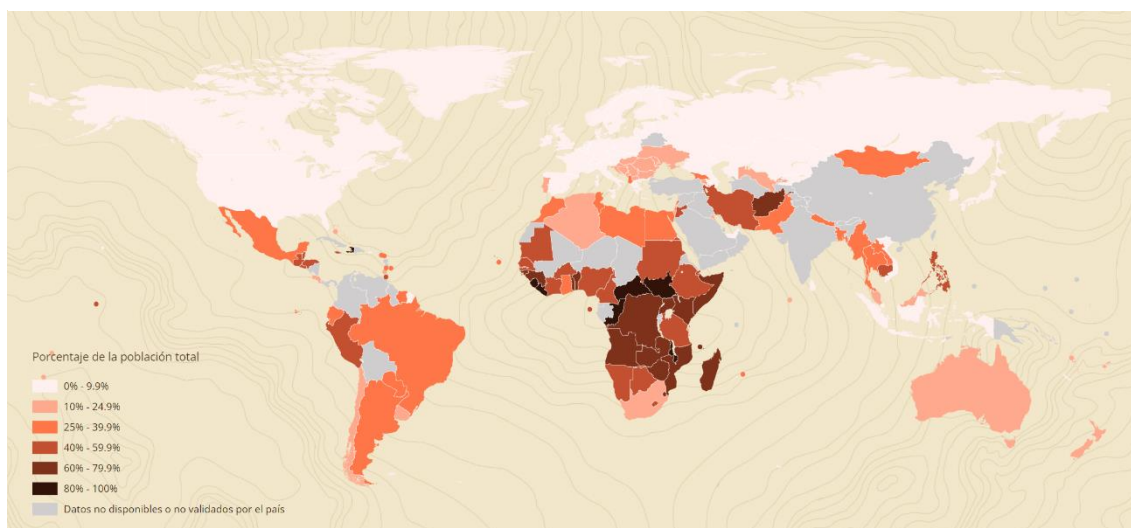 Porcentaje de la población total
0% - 9.9%
10% - 24.9%
25% - 39.9%
40% - 59.9%
60% - 79.9%
80% - 100%
Datos no disponibles o no validados por el país